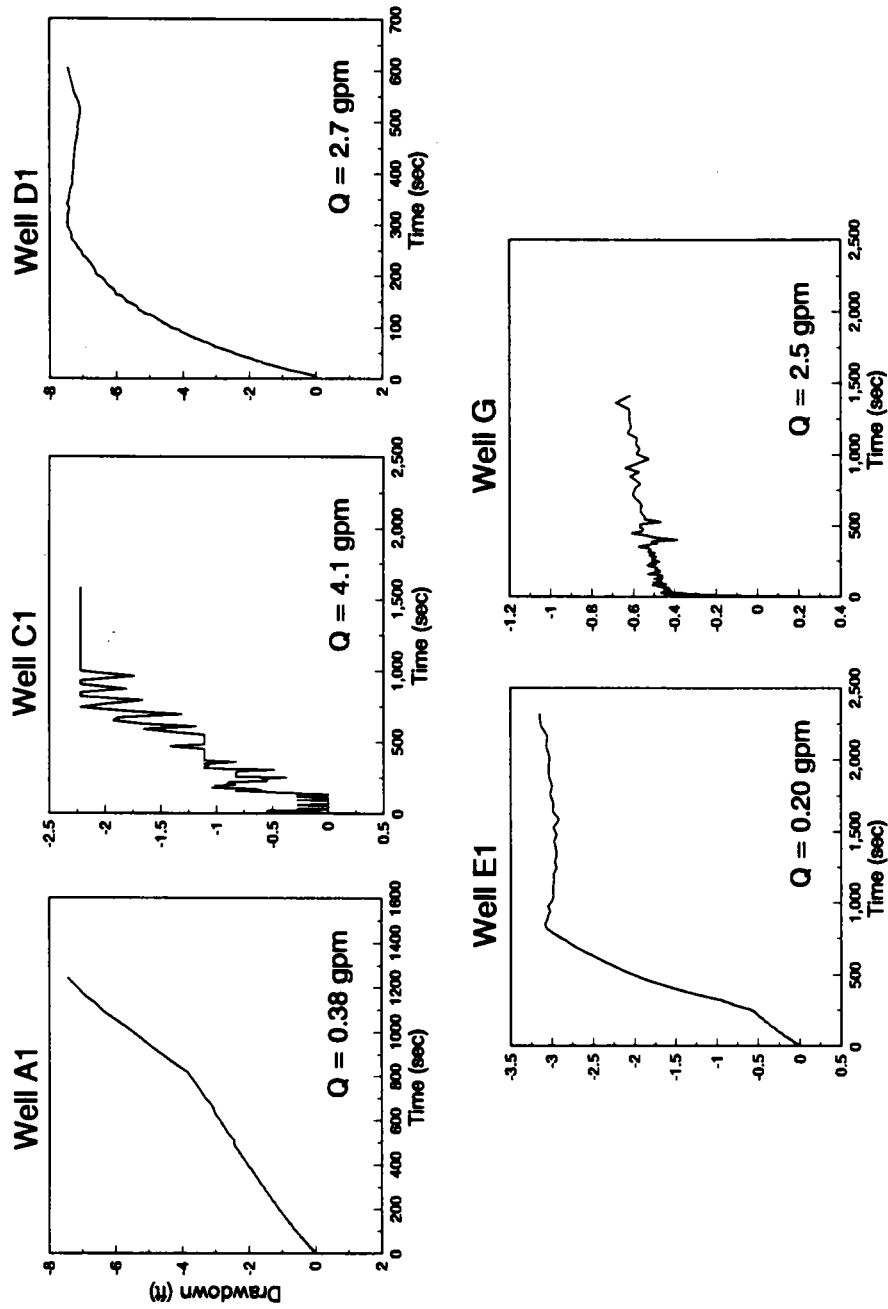 Well A1
Drawdown (ft)
-8
-6
-4
-2
0
2
Q = 0.38 gpm
0 200 400 600 800 1000 1200 1400 1600
Time (sec)
Well C1
-2.5
-2
-1.5
-1
-0.5
0
0.5
Q = 4.1 gpm
0 500 1,000 1,500 2,000 2,500
Time (sec)
Well D1
-8
-6
-4
-2
0
2
Q = 2.7 gpm
0 100 200 300 400 500 600 700
Time (sec)
Well E1
-3.5
-3
-2.5
-2
-1.5
-1
-0.5
0
0.5
Q = 0.20 gpm
0 500 1,000 1,500 2,000 2,500
Time (sec)
Well G
-1.2
-1
-0.8
-0.6
-0.4
-0.2
0
0.2
0.4
Q = 2.5 gpm
0 500 1,000 1,500 2,000 2,500
Time (sec)